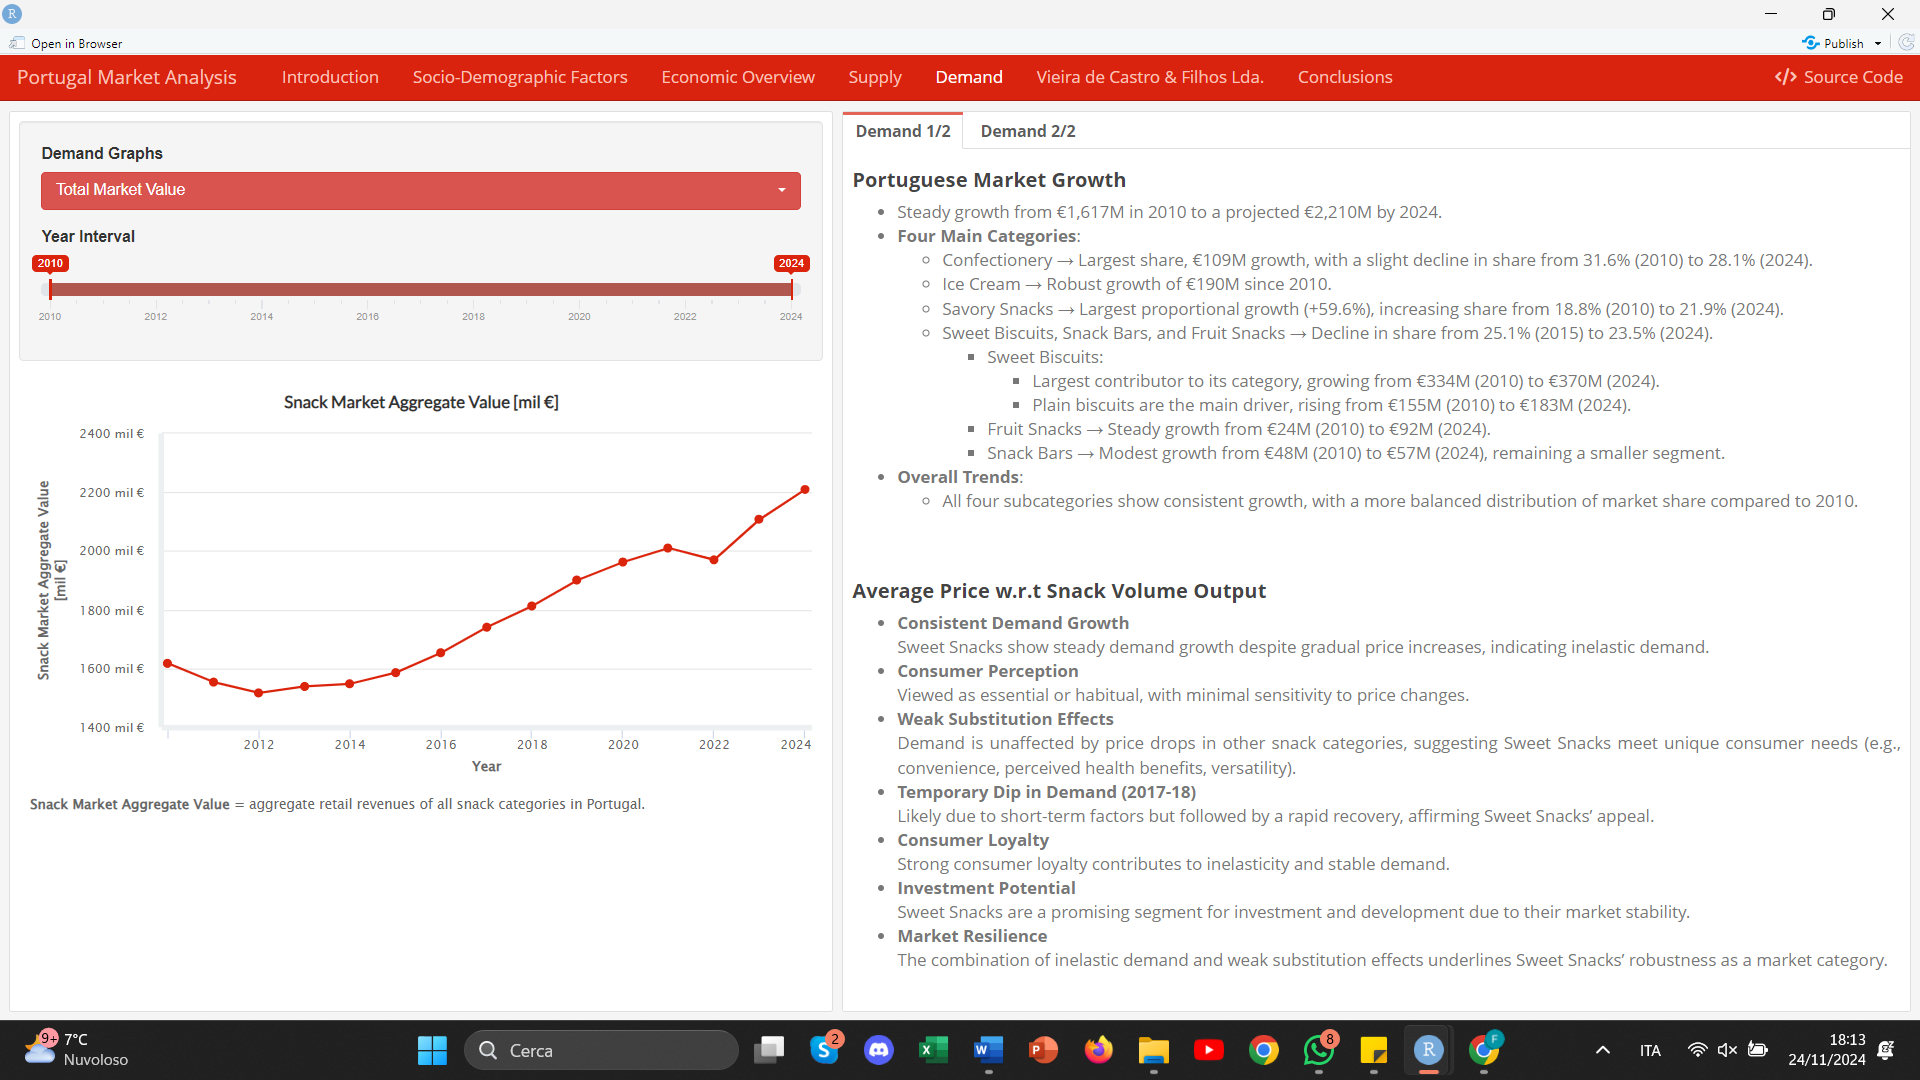 R
Open in Browser
Publish
Portugal Market Analysis
Introduction
Socio-Demographic Factors
Economic Overview
Supply
Demand
Vieira de Castro & Filhos Lda.
Conclusions
</> Source Code
Demand Graphs
Total Market Value
Year Interval
2010
2024
2010 2012 2014 2016 2018 2020 2022 2024
Snack Market Aggregate Value [mil €]
Snack Market Aggregate Value
[mil €]
2400 mil €
2200 mil €
2000 mil €
1800 mil €
1600 mil €
1400 mil €
2012 2014 2016 2018 2020 2022 2024
Year
Snack Market Aggregate Value = aggregate retail revenues of all snack categories in Portugal.
Demand 1/2
Demand 2/2
Portuguese Market Growth
• Steady growth from €1,617M in 2010 to a projected €2,210M by 2024.
• Four Main Categories:
◦ Confectionery → Largest share, €109M growth, with a slight decline in share from 31.6% (2010) to 28.1% (2024).
◦ Ice Cream → Robust growth of €190M since 2010.
◦ Savory Snacks → Largest proportional growth (+59.6%), increasing share from 18.8% (2010) to 21.9% (2024).
◦ Sweet Biscuits, Snack Bars, and Fruit Snacks → Decline in share from 25.1% (2015) to 23.5% (2024).
▪ Sweet Biscuits:
▪ Largest contributor to its category, growing from €334M (2010) to €370M (2024).
▪ Plain biscuits are the main driver, rising from €155M (2010) to €183M (2024).
▪ Fruit Snacks → Steady growth from €24M (2010) to €92M (2024).
▪ Snack Bars → Modest growth from €48M (2010) to €57M (2024), remaining a smaller segment.
• Overall Trends:
◦ All four subcategories show consistent growth, with a more balanced distribution of market share compared to 2010.
Average Price w.r.t Snack Volume Output
• Consistent Demand Growth
Sweet Snacks show steady demand growth despite gradual price increases, indicating inelastic demand.
• Consumer Perception
Viewed as essential or habitual, with minimal sensitivity to price changes.
• Weak Substitution Effects
Demand is unaffected by price drops in other snack categories, suggesting Sweet Snacks meet unique consumer needs (e.g.,
convenience, perceived health benefits, versatility).
• Temporary Dip in Demand (2017-18)
Likely due to short-term factors but followed by a rapid recovery, affirming Sweet Snacks’ appeal.
• Consumer Loyalty
Strong consumer loyalty contributes to inelasticity and stable demand.
• Investment Potential
Sweet Snacks are a promising segment for investment and development due to their market stability.
• Market Resilience
The combination of inelastic demand and weak substitution effects underlines Sweet Snacks’ robustness as a market category.
9+
7°C
Nuvoloso
Cerca
S
2
X
W
P
8
R
F
ITA
18:13
24/11/2024